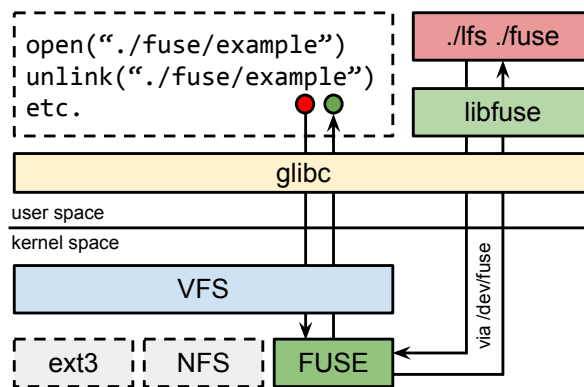 open(“./fuse/example”)
unlink(“./fuse/example”)
etc.
./lfs ./fuse
libfuse
glibc
user space
kernel space
via /dev/fuse
VFS
ext3
NFS
FUSE